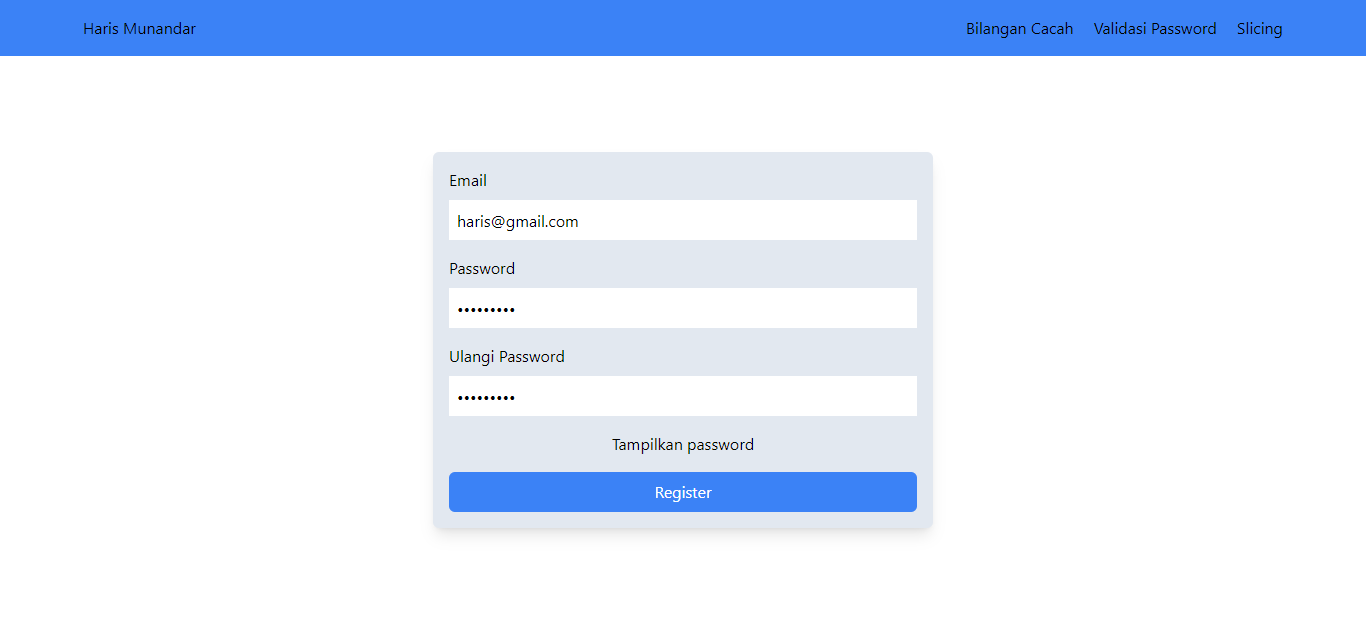 Haris Munandar
Bilangan Cacah Validasi Password Slicing
Email
haris@gmail.com
Password
•••••••••
Ulangi Password
•••••••••
Tampilkan password
Register